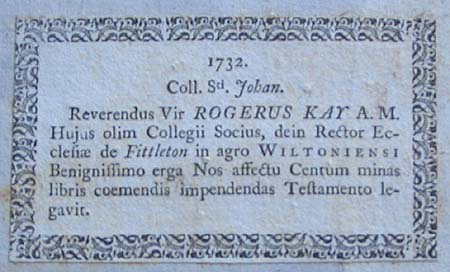 1732.
Coll. Sti. Johan.
Reverendus Vir ROGERUS KAY A. M.
Hujus olim Collegii Socius, dein Rector Ec-
clesiæ de Fittleton in agro WILTONIENSI
Benignissimo erga Nos affectu Centum minas
libris coemendis impendendas Testamento le-
gavit.